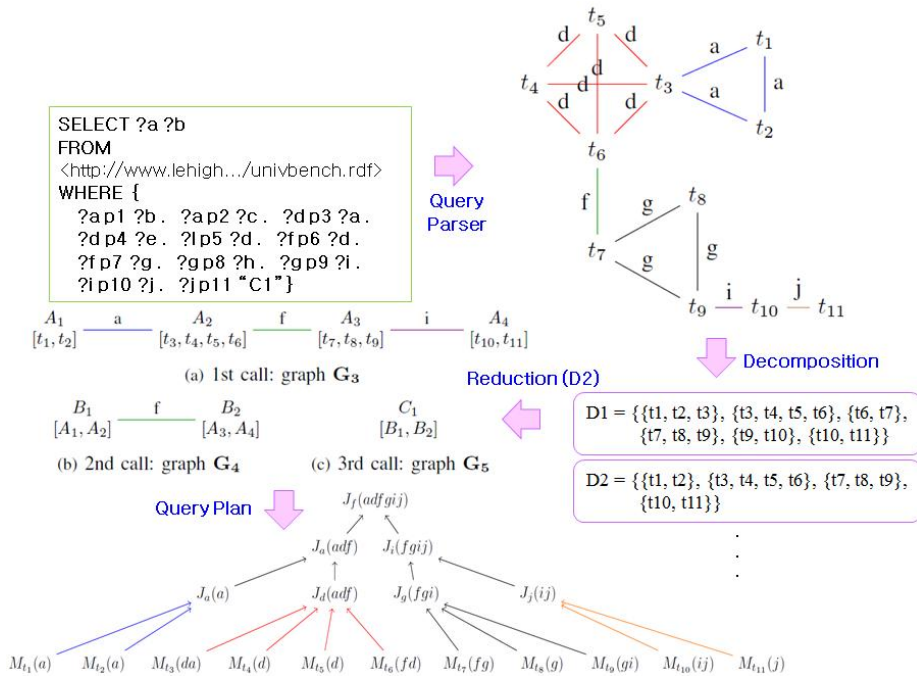 SELECT ?a ?b
FROM
<http://www.lehigh.../univbench.rdf>
WHERE {
?a p1 ?b . ?a p2 ?c . ?d p3 ?a .
?d p4 ?e . ?l p5 ?d . ?f p6 ?d .
?f p7 ?g . ?g p8 ?h . ?g p9 ?i .
?i p10 ?j . ?j p11 "C1"}
Query
Parser
t5
d d
a t1
t4 d d t3 a
d d a t2
t6
f
g t8
t7 g
g t9 i t10 j t11
A1 a A2 f A3 i A4
[t1, t2] [t3, t4, t5, t6] [t7, t8, t9] [t10, t11]
(a) 1st call: graph G3
Decomposition
Reduction (D2)
B1 f B2
[A1, A2] [A3, A4]
(b) 2nd call: graph G4
C1
[B1, B2]
(c) 3rd call: graph G5
D1 = {{t1, t2, t3}, {t3, t4, t5, t6}, {t6, t7},
{t7, t8, t9}, {t9, t10}, {t10, t11}}
D2 = {{t1, t2}, {t3, t4, t5, t6}, {t7, t8, t9},
{t10, t11}}
.
.
.
Query Plan
Jf(adfgij)
Ja(adf) Ji(fgij)
Ja(a) Jd(adf) Jg(fgi) Jj(ij)
Mt1(a) Mt2(a) Mt3(da) Mt4(d) Mt5(d) Mt6(fd) Mt7(fg) Mt8(g) Mt9(gi) Mt10(ij) Mt11(j)